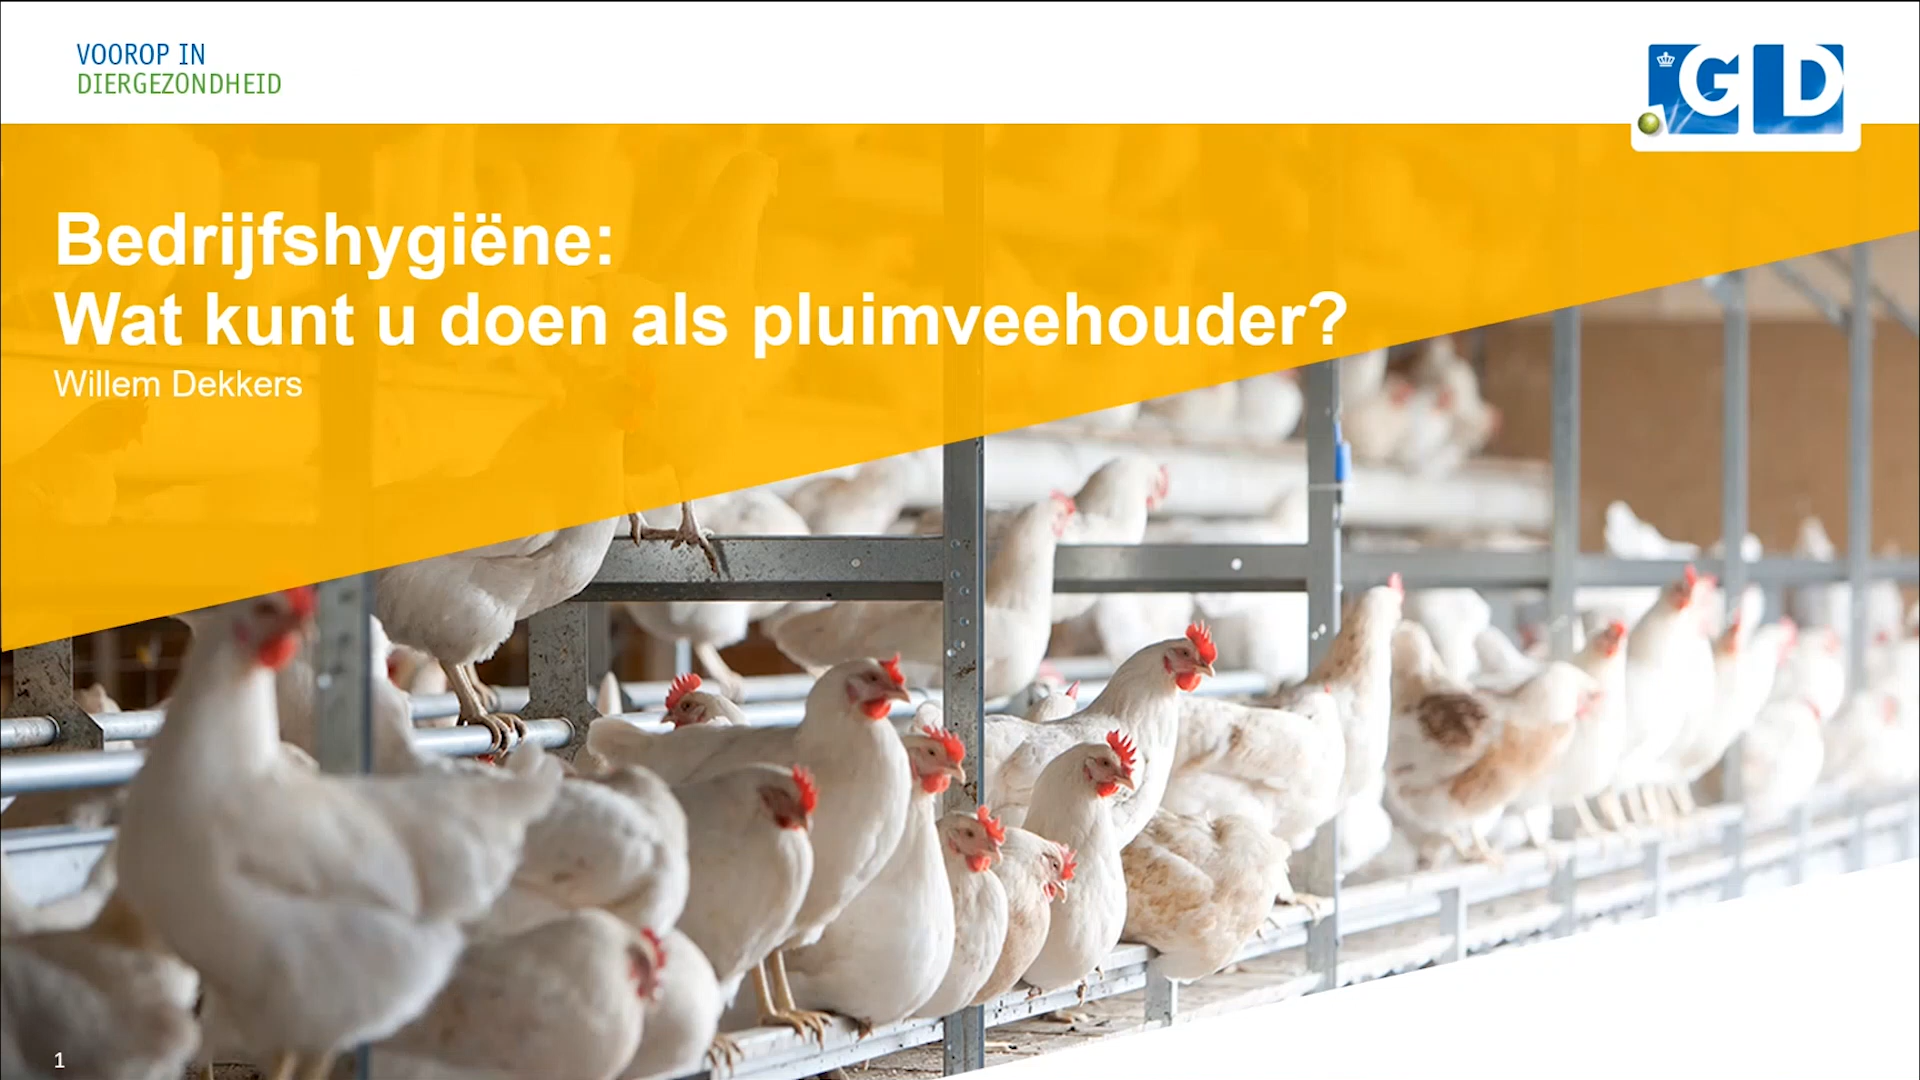 VOOROP IN
DIERGEZONDHEID
GD
Bedrijfshygiëne:
Wat kunt u doen als pluimveehouder?
Willem Dekkers
1